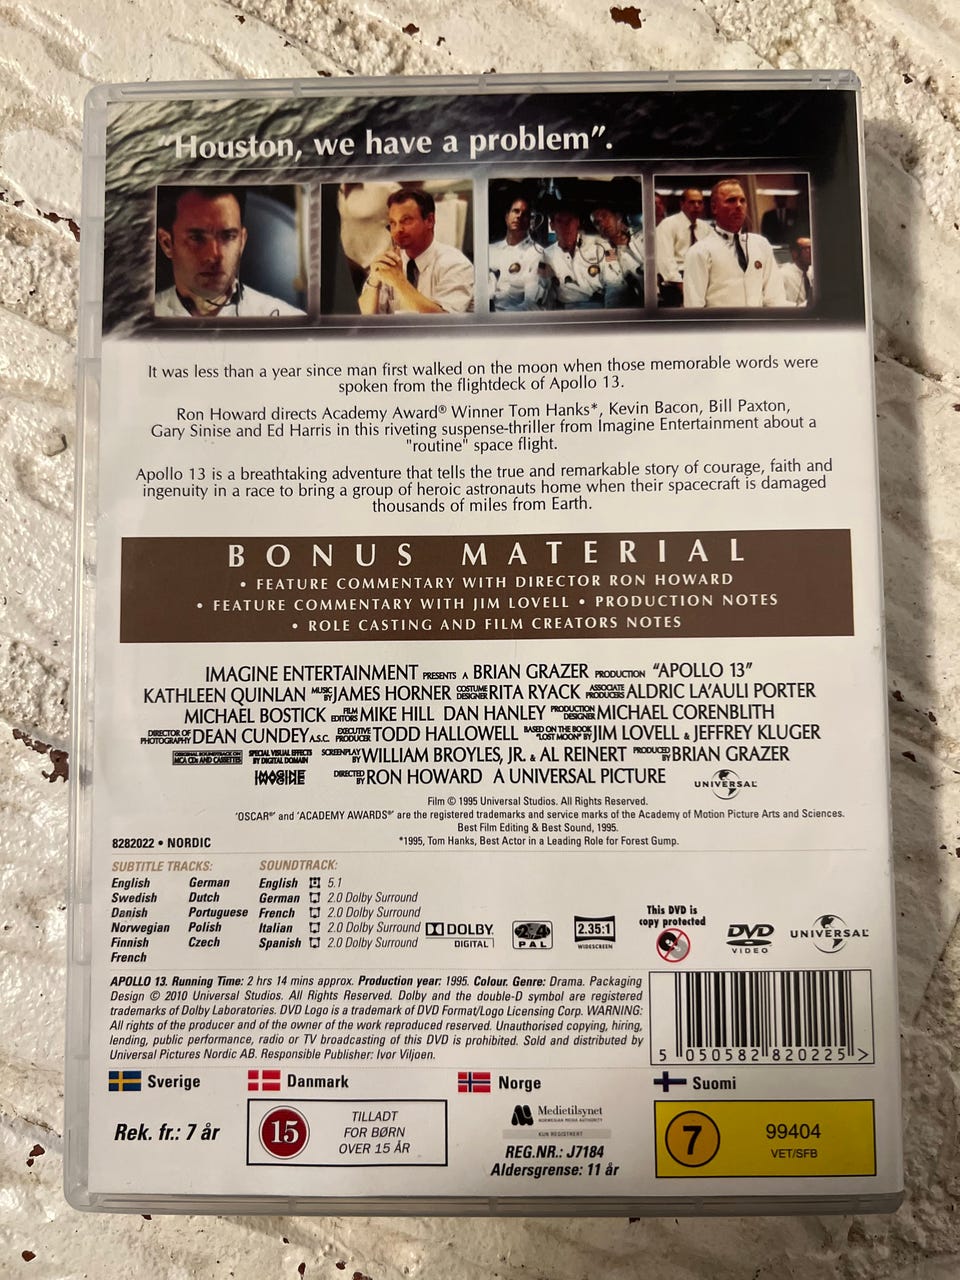 "Houston, we have a problem".
It was less than a year since man first walked on the moon when those memorable words were
spoken from the flightdeck of Apollo 13.
Ron Howard directs Academy Award® Winner Tom Hanks*, Kevin Bacon, Bill Paxton,
Gary Sinise and Ed Harris in this riveting suspense-thriller from Imagine Entertainment about a
"routine" space flight.
Apollo 13 is a breathtaking adventure that tells the true and remarkable story of courage, faith and
ingenuity in a race to bring a group of heroic astronauts home when their spacecraft is damaged
thousands of miles from Earth.
BONUS MATERIAL
• FEATURE COMMENTARY WITH DIRECTOR RON HOWARD
• FEATURE COMMENTARY WITH JIM LOVELL • PRODUCTION NOTES
• ROLE CASTING AND FILM CREATORS NOTES
IMAGINE ENTERTAINMENT PRESENTS A BRIAN GRAZER PRODUCTION "APOLLO 13"
KATHLEEN QUINLAN MUSIC BY JAMES HORNER COSTUME DESIGNER RITA RYACK ASSOCIATE PRODUCERS ALDRIC LA'AULI PORTER
MICHAEL BOSTICK FILM EDITORS MIKE HILL DAN HANLEY PRODUCTION DESIGNER MICHAEL CORENBLITH
DIRECTOR OF PHOTOGRAPHY DEAN CUNDEY A.S.C. EXECUTIVE PRODUCER TODD HALLOWELL BASED ON THE BOOK "LOST MOON" BY JIM LOVELL & JEFFREY KLUGER
ORIGINAL SOUNDTRACK ON MCA CDs AND CASSETTES SPECIAL VISUAL EFFECTS BY DIGITAL DOMAIN SCREENPLAY BY WILLIAM BROYLES, JR. & AL REINERT PRODUCED BY BRIAN GRAZER
IMAGINE DIRECTED BY RON HOWARD A UNIVERSAL PICTURE UNIVERSAL
Film © 1995 Universal Studios. All Rights Reserved.
'OSCAR®' and 'ACADEMY AWARDS®' are the registered trademarks and service marks of the Academy of Motion Picture Arts and Sciences.
Best Film Editing & Best Sound, 1995.
*1995, Tom Hanks, Best Actor in a Leading Role for Forest Gump.
8282022 • NORDIC
SUBTITLE TRACKS:
English German
Swedish Dutch
Danish Portuguese
Norwegian Polish
Finnish Czech
French
SOUNDTRACK:
English 5.1
German 2.0 Dolby Surround
French 2.0 Dolby Surround
Italian 2.0 Dolby Surround
Spanish 2.0 Dolby Surround
DOLBY
DIGITAL
2 4
PAL
2.35:1
WIDESCREEN
This DVD is
copy protected
DVD
VIDEO
UNIVERSAL
APOLLO 13. Running Time: 2 hrs 14 mins approx. Production year: 1995. Colour. Genre: Drama. Packaging
Design © 2010 Universal Studios. All Rights Reserved. Dolby and the double-D symbol are registered
trademarks of Dolby Laboratories. DVD Logo is a trademark of DVD Format/Logo Licensing Corp. WARNING:
All rights of the producer and of the owner of the work reproduced reserved. Unauthorised copying, hiring,
lending, public performance, radio or TV broadcasting of this DVD is prohibited. Sold and distributed by
Universal Pictures Nordic AB. Responsible Publisher: Ivor Viljoen.
5 050582 820225 >
Sverige
Rek. fr.: 7 år
Danmark
15
TILLADT
FOR BØRN
OVER 15 ÅR
Norge
Medietilsynet
NORWEGIAN MEDIA AUTHORITY
KUN REGISTRERT
REG.NR.: J7184
Aldersgrense: 11 år
Suomi
7
99404
VET/SFB